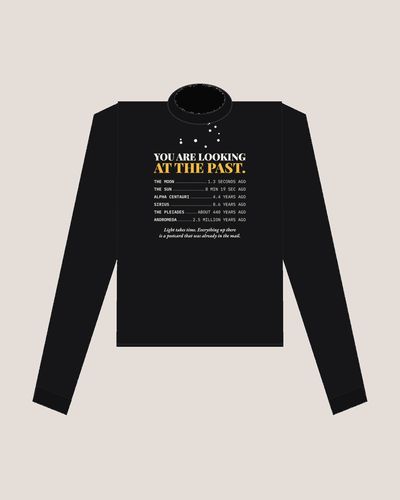 YOU ARE LOOKING
AT THE PAST.
THE MOON 1.3 SECONDS AGO
THE SUN 8 MIN 19 SEC AGO
ALPHA CENTAURI 4.4 YEARS AGO
SIRIUS 8.6 YEARS AGO
THE PLEIADES ABOUT 440 YEARS AGO
ANDROMEDA 2.5 MILLION YEARS AGO
Light takes time. Everything up there
is a postcard that was already in the mail.